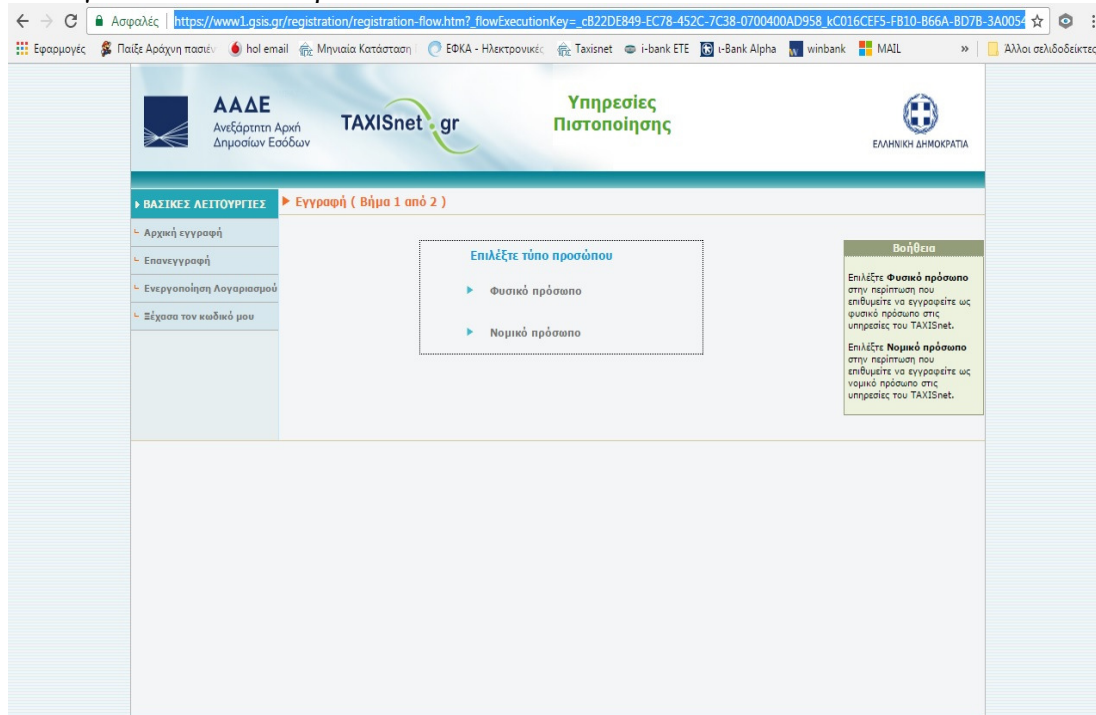 Ασφαλές | https://www1.gsis.gr/registration/registration-flow.htm?_flowExecutionKey=_cB22DE849-EC78-452C-7C38-0700400AD958_kC016CEF5-FB10-B66A-BD7B-3A0054
Εφαρμογές Παίξε Αράχνη πασιέν hol email Μηνιαία Κατάσταση ΕΦΚΑ - Ηλεκτρονικές Taxisnet i-bank ΕΤΕ ι-Bank Alpha winbank MAIL » Άλλοι σελιδοδείκτες
ΑΑΔΕ
Ανεξάρτητη Αρχή
Δημοσίων Εσόδων
TAXISnet.gr
Υπηρεσίες
Πιστοποίησης
ΕΛΛΗΝΙΚΗ ΔΗΜΟΚΡΑΤΙΑ
ΒΑΣΙΚΕΣ ΛΕΙΤΟΥΡΓΙΕΣ
Εγγραφή ( Βήμα 1 από 2 )
Αρχική εγγραφή
Επανεγγραφή
Ενεργοποίηση Λογαριασμού
Ξέχασα τον κωδικό μου
Επιλέξτε τύπο προσώπου
Φυσικό πρόσωπο
Νομικό πρόσωπο
Βοήθεια
Επιλέξτε Φυσικό πρόσωπο
στην περίπτωση που
επιθυμείτε να εγγραφείτε ως
φυσικό πρόσωπο στις
υπηρεσίες του TAXISnet.
Επιλέξτε Νομικό πρόσωπο
στην περίπτωση που
επιθυμείτε να εγγραφείτε ως
νομικό πρόσωπο στις
υπηρεσίες του TAXISnet.